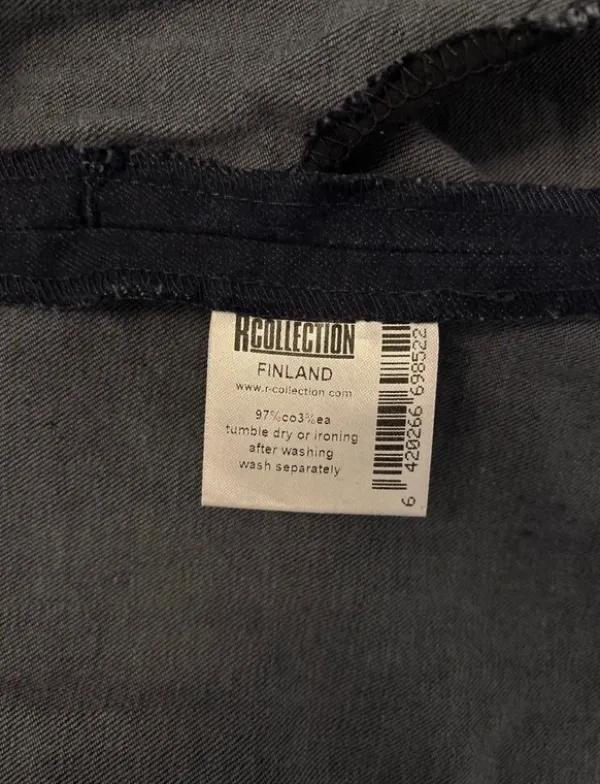 RCOLLECTION
FINLAND
www.r-collection.com
97%co3%ea
tumble dry or ironing
after washing
wash separately
6 420266 698522